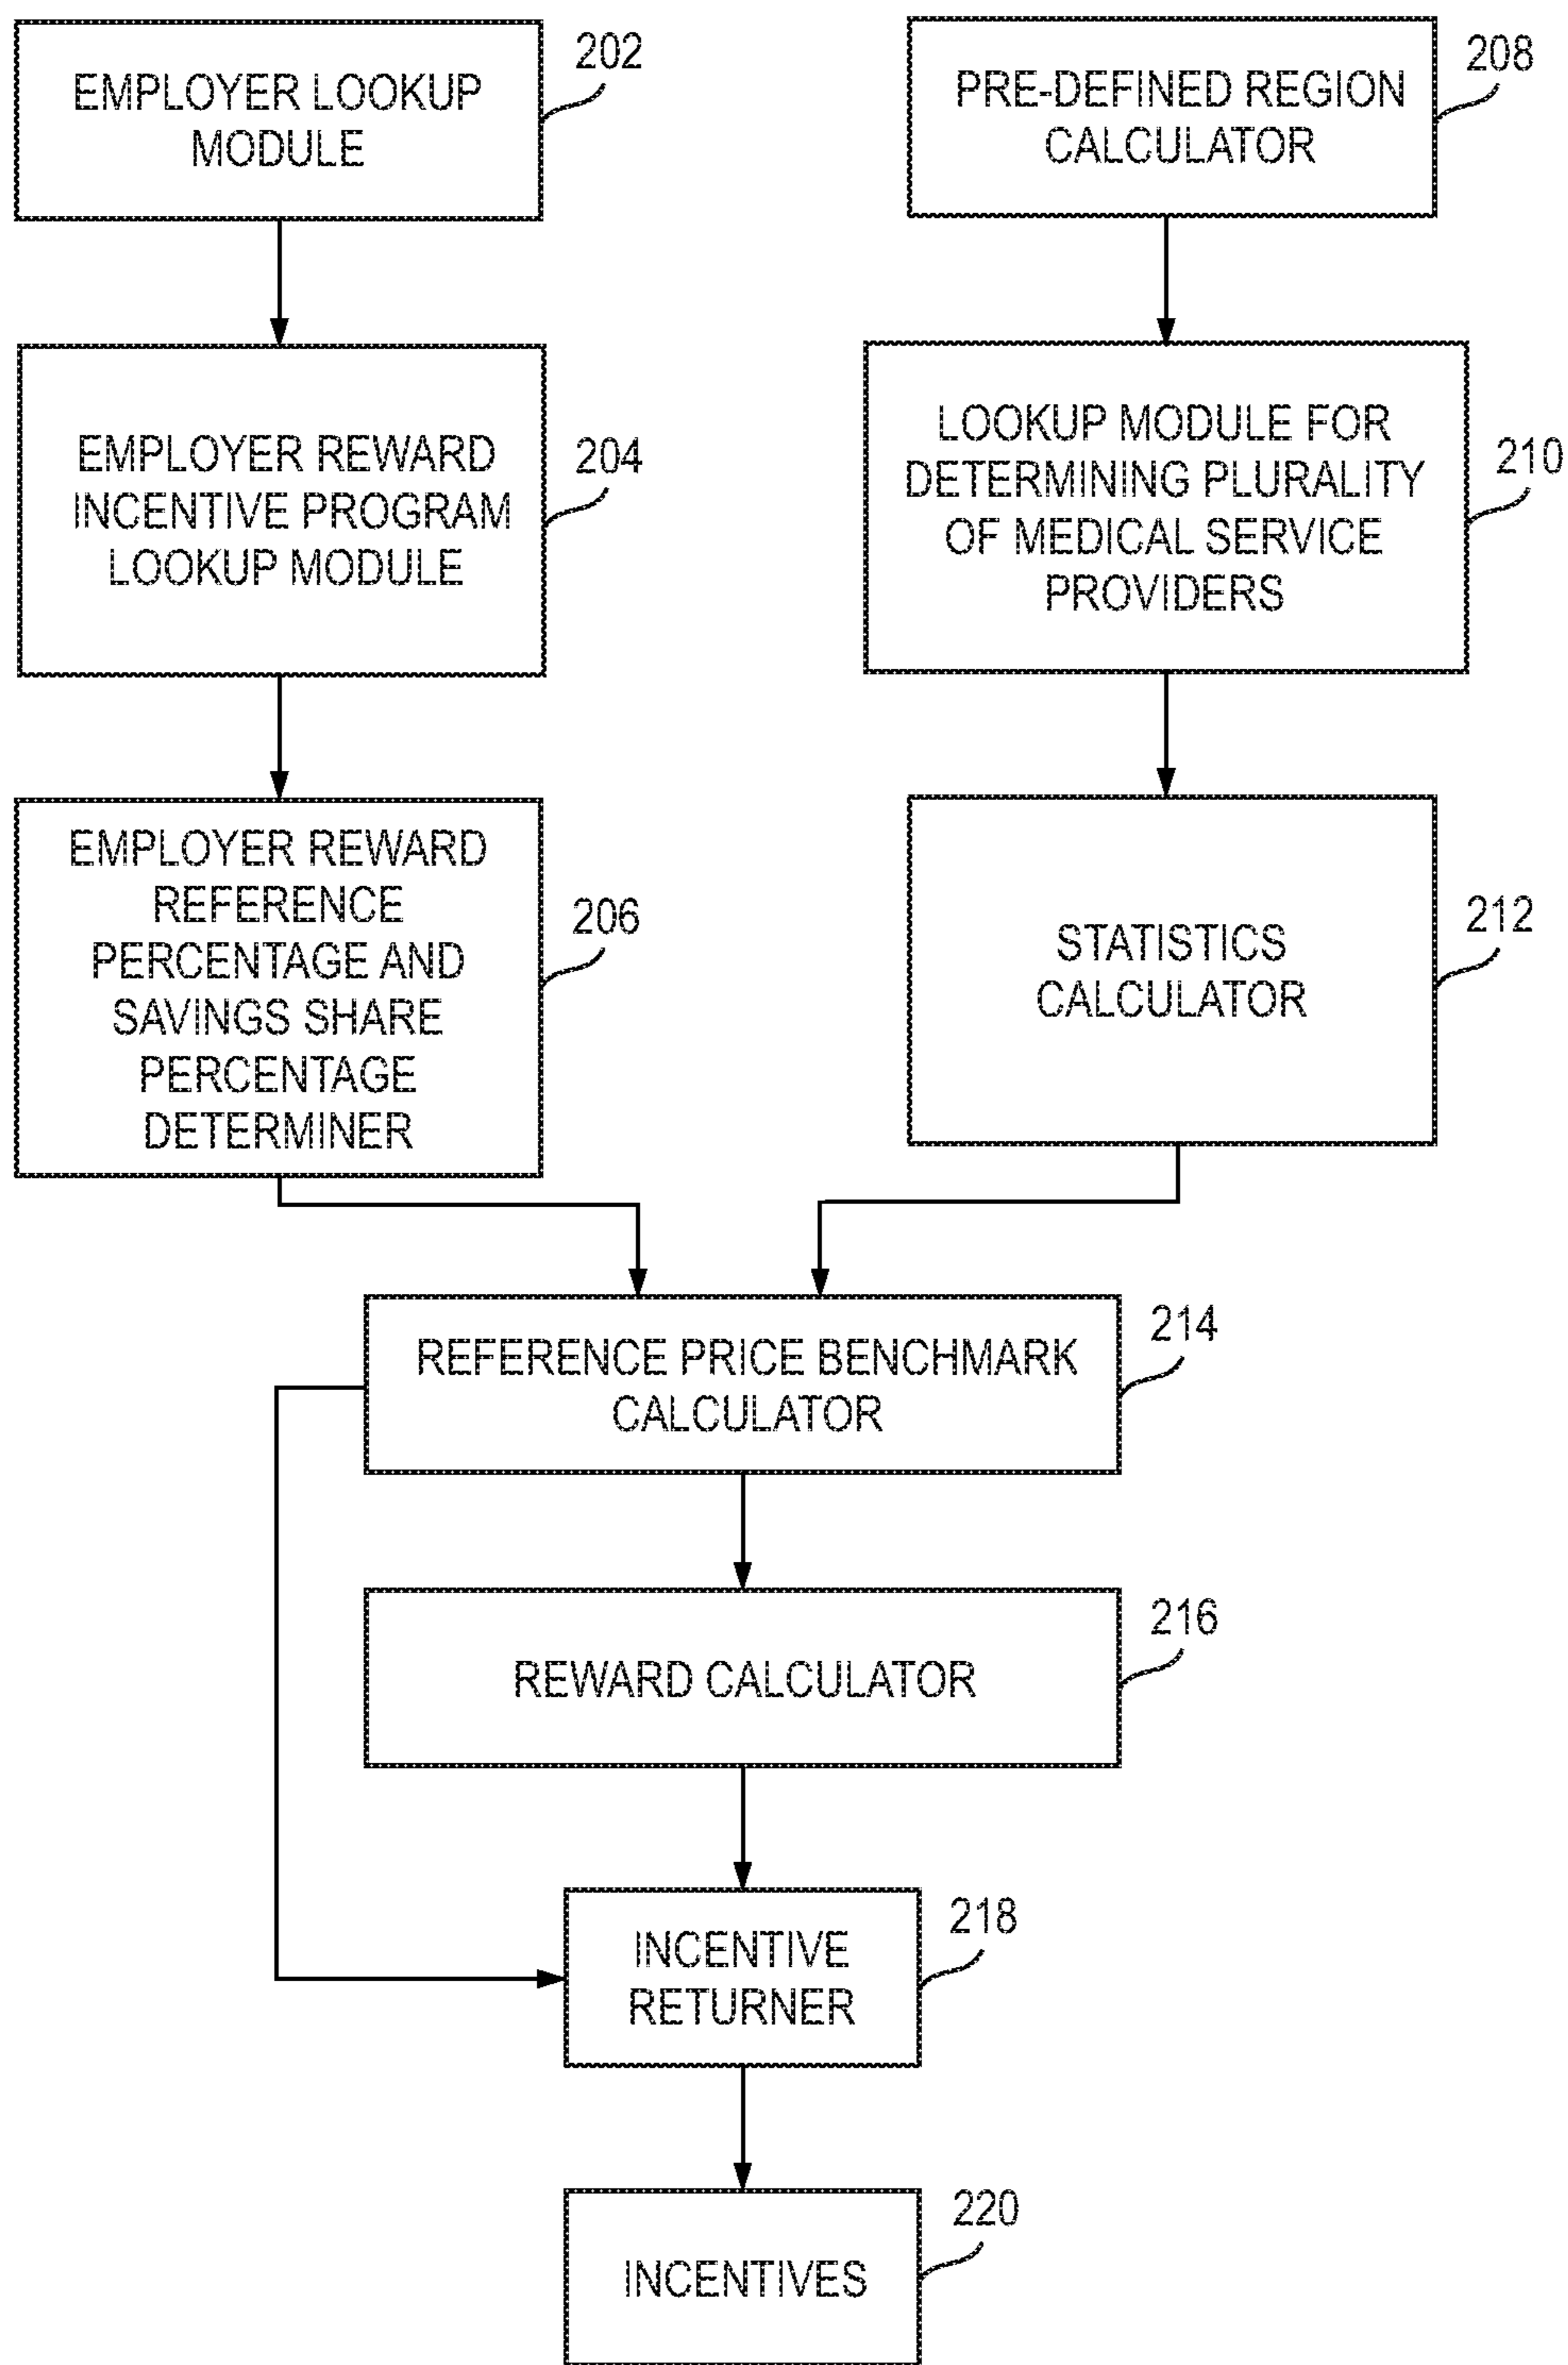 EMPLOYER LOOKUP
MODULE
202
EMPLOYER REWARD
INCENTIVE PROGRAM
LOOKUP MODULE
204
EMPLOYER REWARD
REFERENCE
PERCENTAGE AND
SAVINGS SHARE
PERCENTAGE
DETERMINER
206
PRE-DEFINED REGION
CALCULATOR
208
LOOKUP MODULE FOR
DETERMINING PLURALITY
OF MEDICAL SERVICE
PROVIDERS
210
STATISTICS
CALCULATOR
212
REFERENCE PRICE BENCHMARK
CALCULATOR
214
REWARD CALCULATOR
216
INCENTIVE
RETURNER
218
INCENTIVES
220